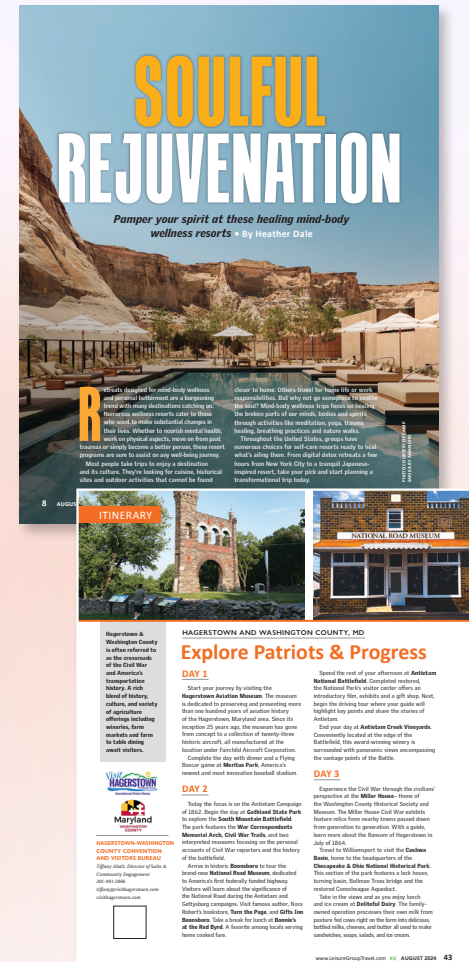 SOULFUL
REJUVENATION
Pamper your spirit at these healing mind-body
wellness resorts • By Heather Dale
Retreats designed for mind-body wellness
and personal betterment are a burgeoning
trend with many destinations catching on.
Numerous wellness resorts cater to those
who want to make substantial changes in
their lives. Whether to nourish mental health,
work on physical aspects, move on from past
traumas or simply become a better person, these resort
programs are sure to assist on any well-being journey.
Most people take trips to enjoy a destination
and its culture. They're looking for cuisine, historical
sites and outdoor activities that cannot be found
closer to home. Others travel for home life or work
responsibilities. But why not go someplace to soothe
the soul? Mind-body wellness trips focus on healing
the broken parts of our minds, bodies and spirits
through activities like meditation, yoga, trauma
healing, breathing practices and nature walks.
Throughout the United States, groups have
numerous choices for self-care resorts ready to heal
what's ailing them. From digital detox retreats a few
hours from New York City to a tranquil Japanese-
inspired resort, take your pick and start planning a
transformational trip today.
8 AUGUS
ITINERARY
NATIONAL ROAD MUSEUM
Hagerstown &
Washington County
is often referred to
as the crossroads
of the Civil War
and America's
transportation
history. A rich
blend of history,
culture, and variety
of agriculture
offerings including
wineries, farm
markets and farm
to table dining
await visitors.
Visit
HAGERSTOWN
Maryland
WASHINGTON
COUNTY
HAGERSTOWN-WASHINGTON
COUNTY CONVENTION
AND VISITORS BUREAU
Tiffany Ahalt, Director of Sales &
Community Engagement
301-991-2006
tiffany@visithagerstown.com
visithagerstown.com
HAGERSTOWN AND WASHINGTON COUNTY, MD
Explore Patriots & Progress
DAY 1
Start your journey by visiting the
Hagerstown Aviation Museum. The museum
is dedicated to preserving and presenting more
than one hundred years of aviation history
of the Hagerstown, Maryland area. Since its
inception 25 years ago, the museum has gone
from concept to a collection of twenty-three
historic aircraft, all manufactured at the
location under Fairchild Aircraft Corporation.
Complete the day with dinner and a Flying
Boxcar game at Meritus Park, America's
newest and most innovative baseball stadium.
DAY 2
Today the focus is on the Antietam Campaign
of 1862. Begin the day at Gathland State Park
to explore the South Mountain Battlefield.
The park features the War Correspondents
Memorial Arch, Civil War Trails, and two
interpreted museums focusing on the personal
accounts of Civil War reporters and the history
of the battlefield.
Arrive in historic Boonsboro to tour the
brand-new National Road Museum, dedicated
to America's first federally funded highway.
Visitors will learn about the significance of
the National Road during the Antietam and
Gettysburg campaigns. Visit famous author, Nora
Robert's bookstore, Turn the Page, and Gifts Inn
Boonsboro. Take a break for lunch at Bonnie's
at the Red Byrd. A favorite among locals serving
home cooked fare.
Spend the rest of your afternoon at Antietam
National Battlefield. Completed restored,
the National Park's visitor center offers an
introductory film, exhibits and a gift shop. Next,
begin the driving tour where your guide will
highlight key points and share the stories of
Antietam.
End your day at Antietam Creek Vineyards.
Conveniently located at the edge of the
Battlefield, this award-winning winery is
surrounded with panoramic views encompassing
the vantage points of the Battle.
DAY 3
Experience the Civil War through the civilians'
perspective at the Miller House- Home of
the Washington County Historical Society and
Museum. The Miller House Civil War exhibits
feature relics from nearby towns passed down
from generation to generation. With a guide,
learn more about the Ransom of Hagerstown in
July of 1864.
Travel to Williamsport to visit the Cushwa
Basin, home to the headquarters of the
Chesapeake & Ohio National Historical Park.
This section of the park features a lock house,
turning basin, Bollman Truss Bridge and the
restored Conocheague Aqueduct.
Take in the views and as you enjoy lunch
and ice cream at Deliteful Dairy. The family-
owned operation processes their own milk from
pasture fed cows right on the farm into delicious,
bottled milks, cheeses, and butter all used to make
sandwiches, soups, salads, and ice cream.
www.LeisureGroupTravel.com << AUGUST 2024 43